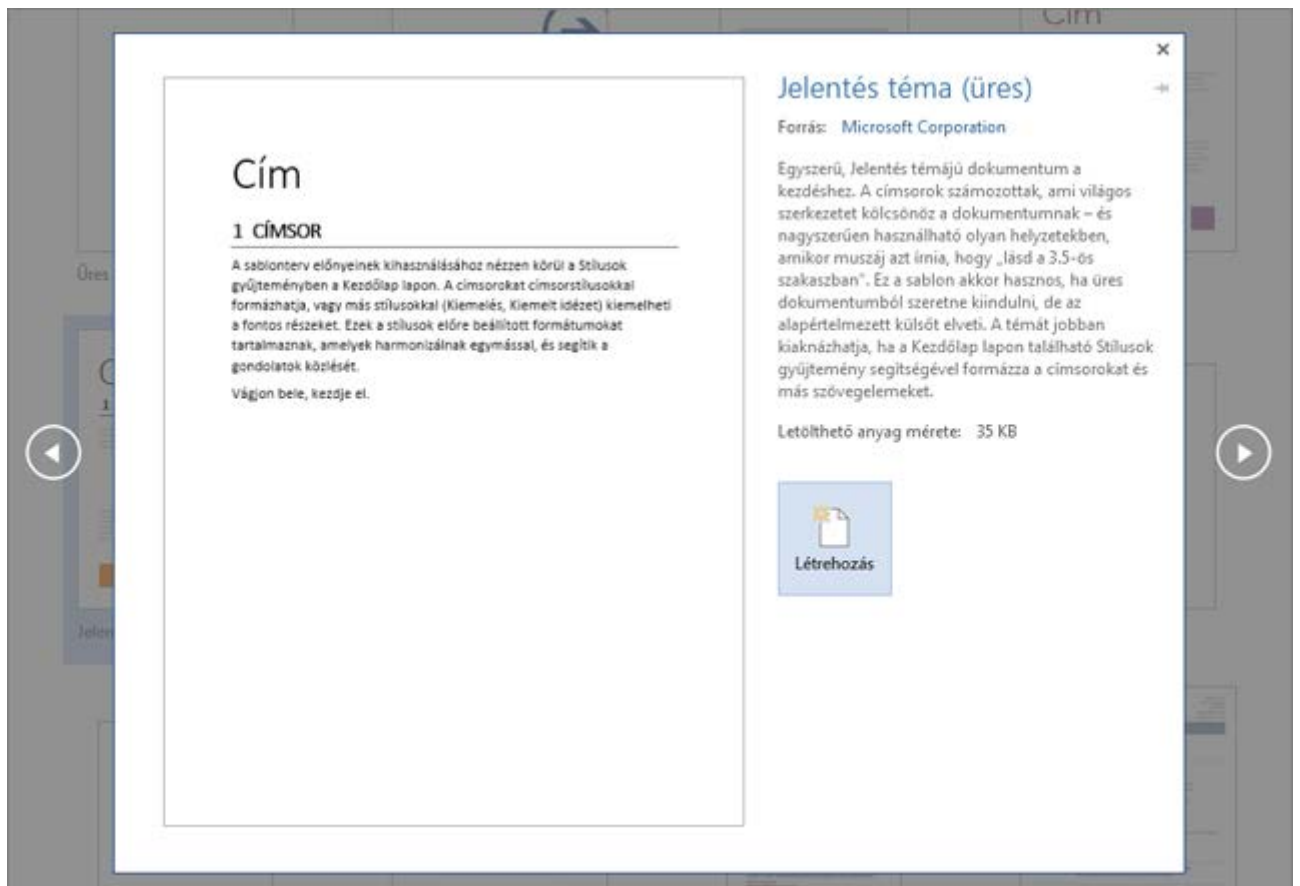 Cím
Jelentés téma (üres)
Forrás: Microsoft Corporation
Cím
1 CÍMSOR
A sablonterv előnyeinek kihasználásához nézzen körül a Stílusok
gyűjteményben a Kezdőlap lapon. A címsorokat címsorstílusokkal
formázhatja, vagy más stílusokkal (Kiemelés, Kiemelt idézet) kiemelheti
a fontos részeket. Ezek a stílusok előre beállított formátumokat
tartalmaznak, amelyek harmonizálnak egymással, és segítik a
gondolatok közlését.
Vágjon bele, kezdje el.
Egyszerű, Jelentés témájú dokumentum a
kezdéshez. A címsorok számozottak, ami világos
szerkezetet kölcsönöz a dokumentumnak – és
nagyszerűen használható olyan helyzetekben,
amikor muszáj azt írnia, hogy „lásd a 3.5-ös
szakaszban". Ez a sablon akkor hasznos, ha üres
dokumentumból szeretne kiindulni, de az
alapértelmezett külsőt elveti. A témát jobban
kiaknázhatja, ha a Kezdőlap lapon található Stílusok
gyűjtemény segítségével formázza a címsorokat és
más szövegelemeket.
Letölthető anyag mérete: 35 KB
Létrehozás
Üres
1
Jelen